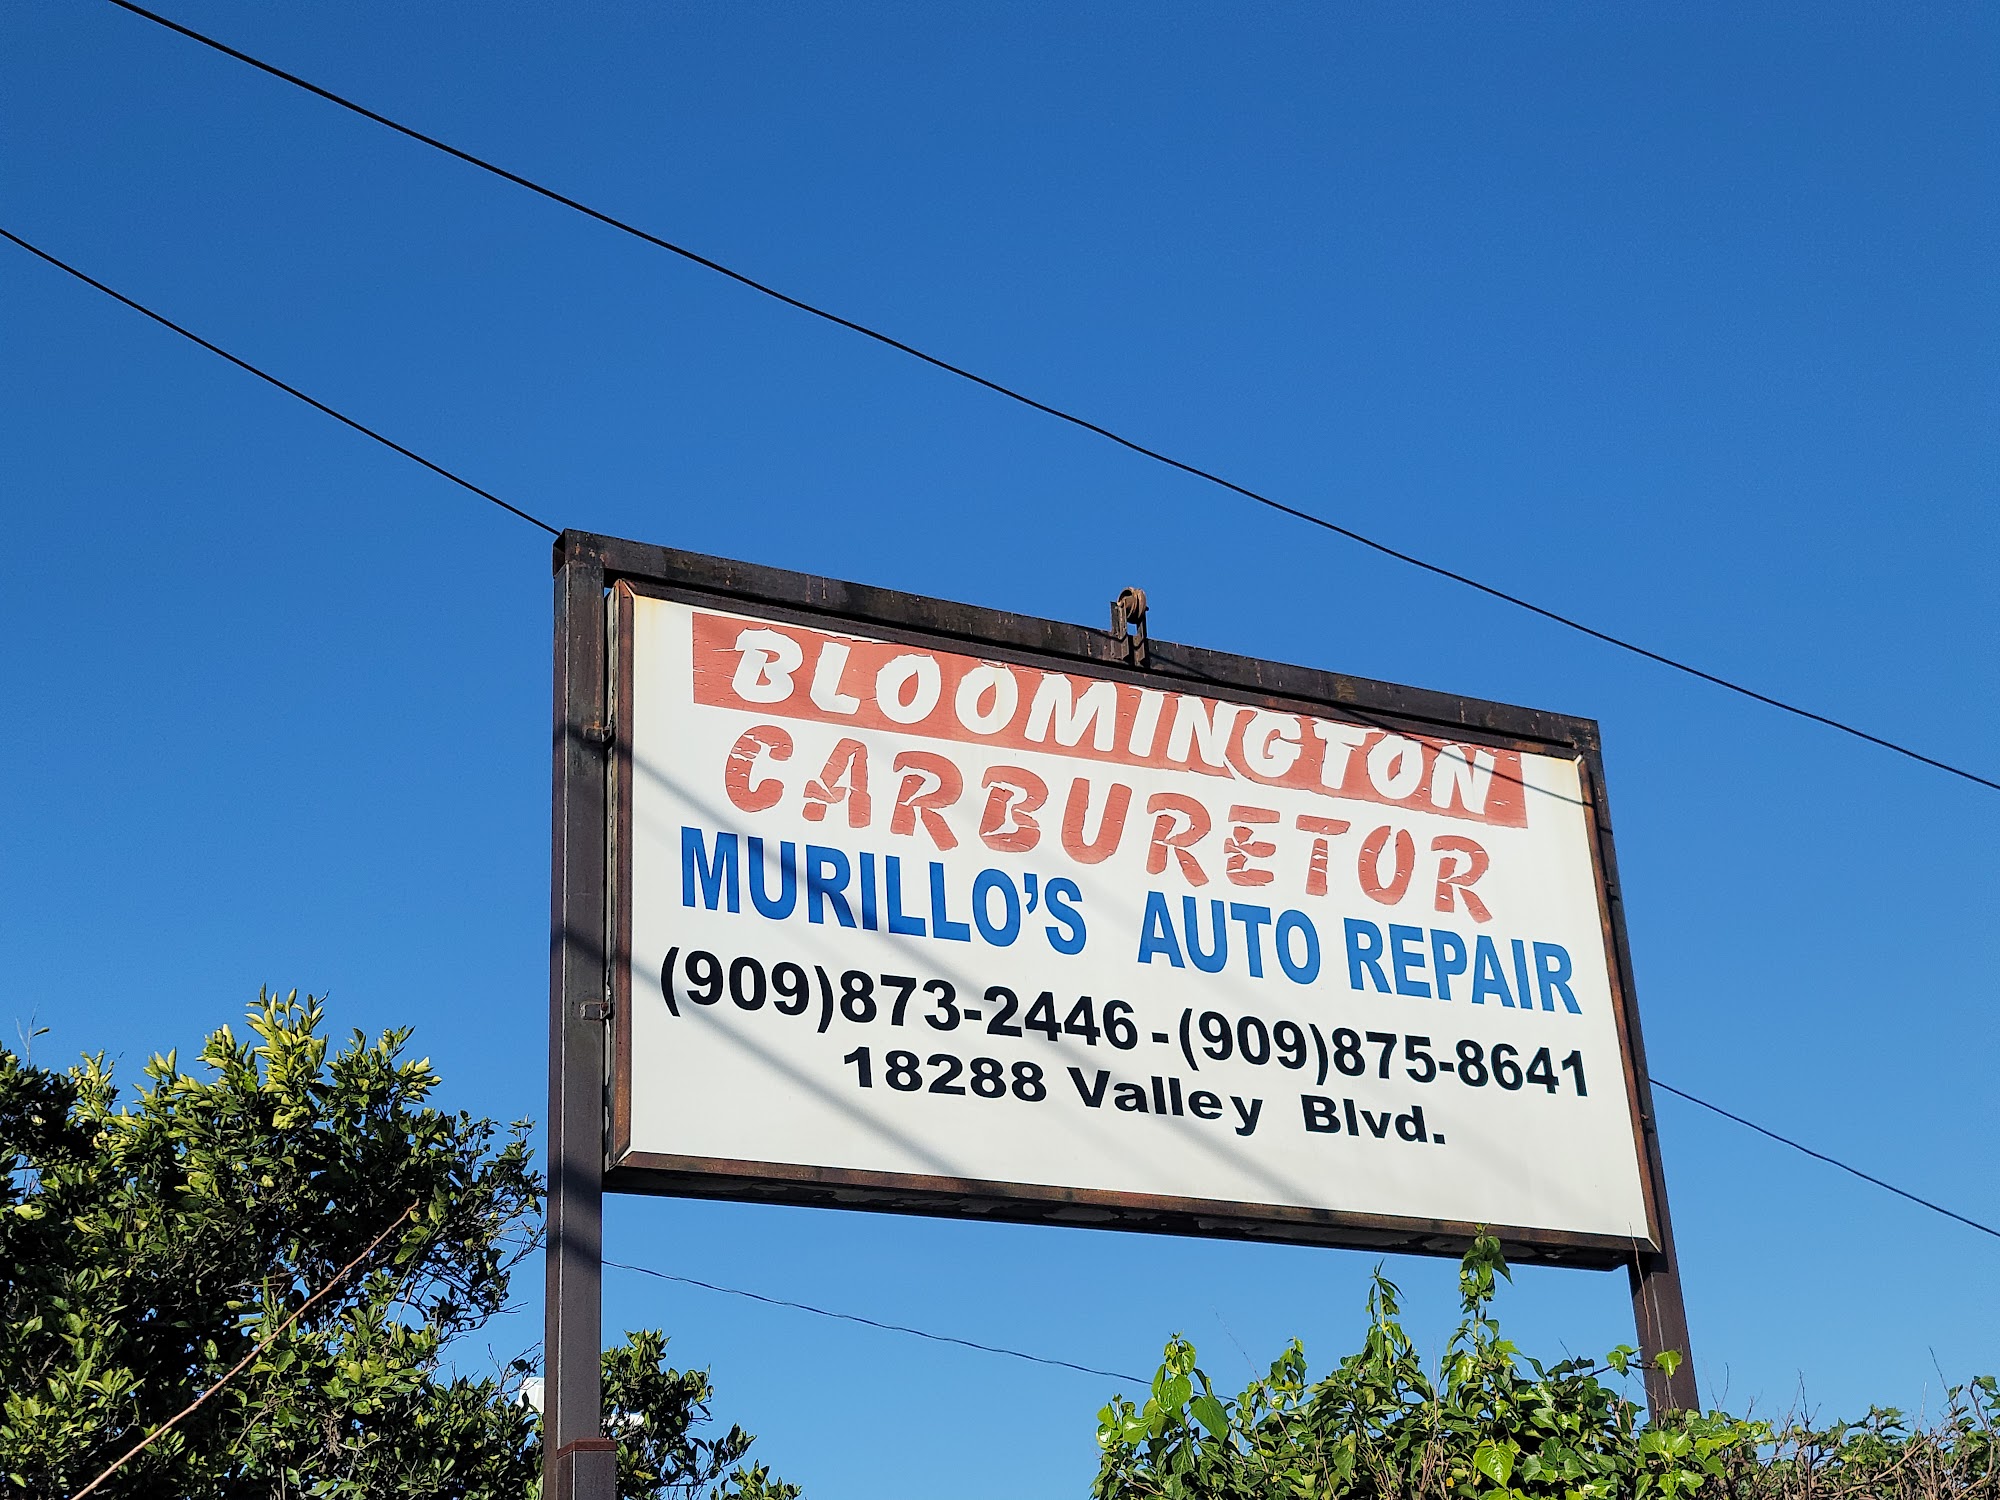 BLOOMINGTON
CARBURETOR
MURILLO'S AUTO REPAIR
(909)873-2446-(909)875-8641
18288 Valley Blvd.